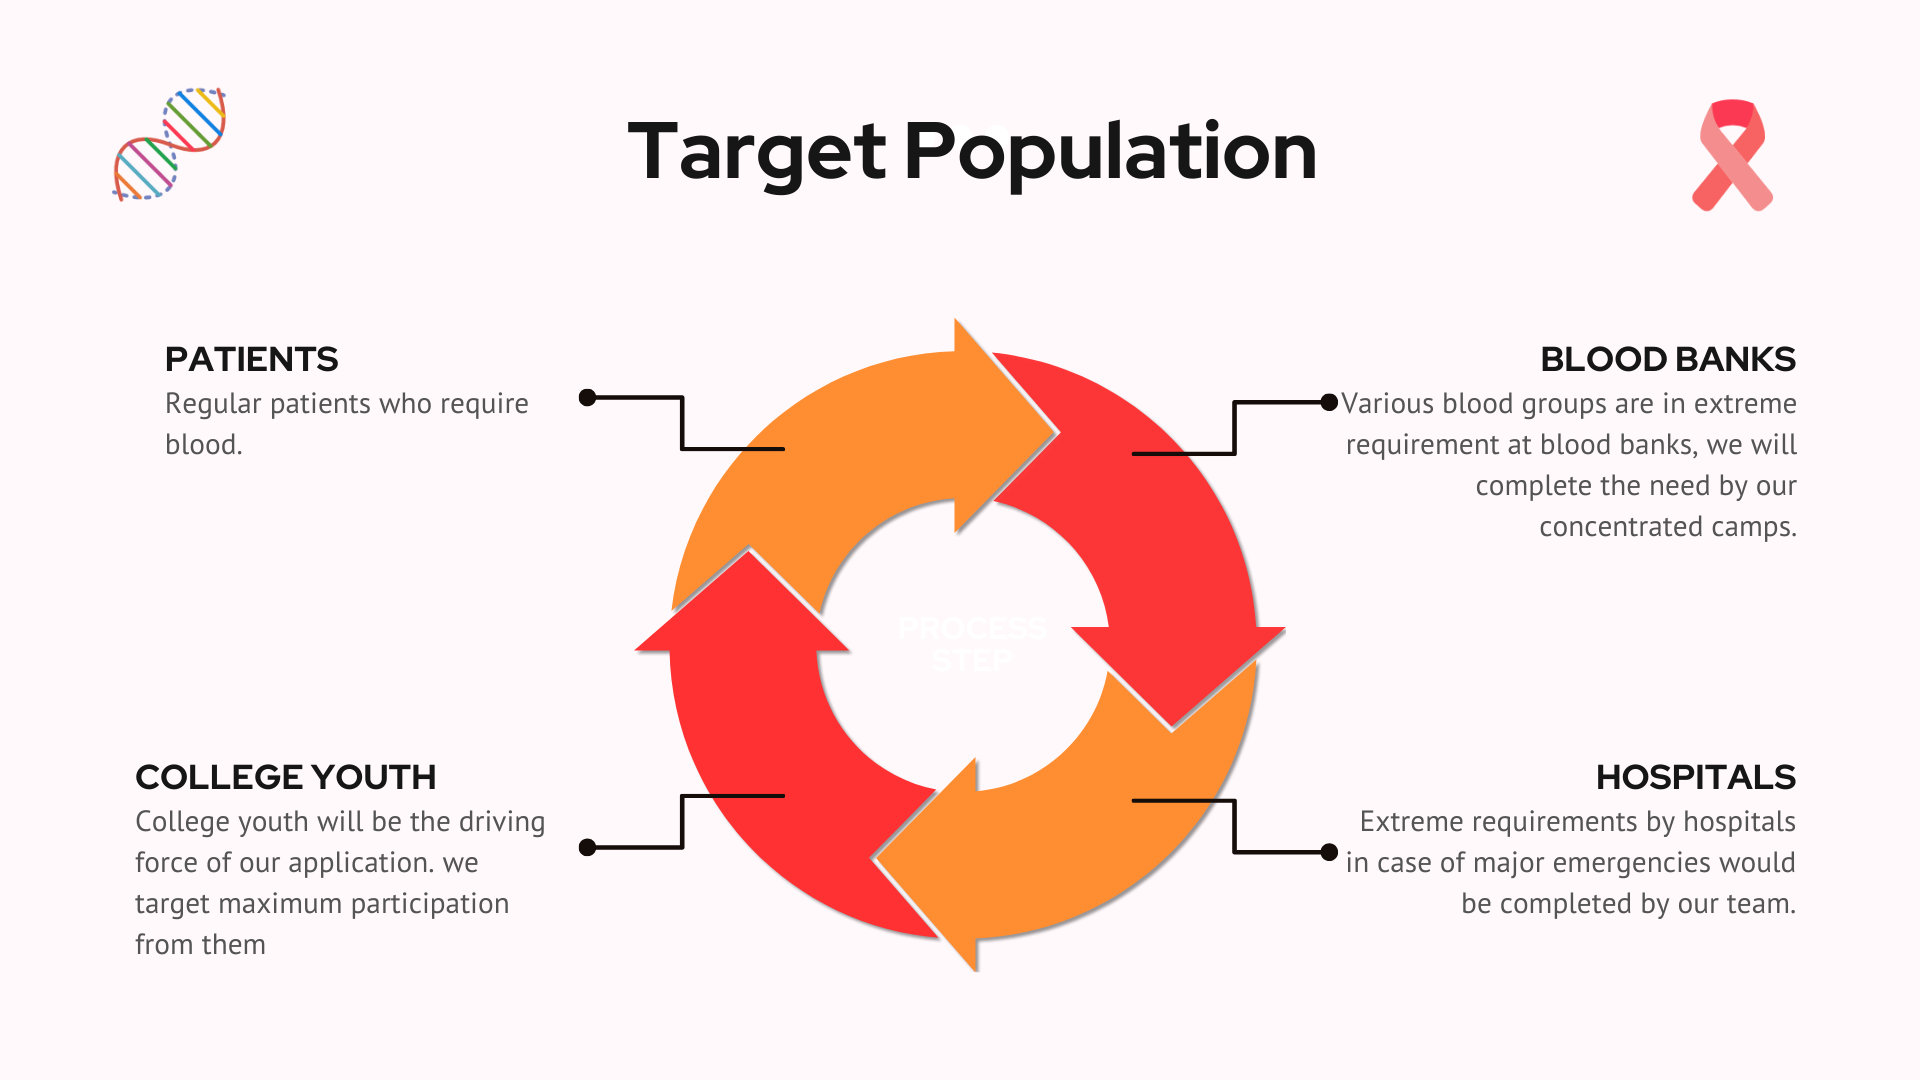 Target Population
PATIENTS
Regular patients who require
blood.
BLOOD BANKS
Various blood groups are in extreme
requirement at blood banks, we will
complete the need by our
concentrated camps.
PROCESS
STEP
COLLEGE YOUTH
College youth will be the driving
force of our application. we
target maximum participation
from them
HOSPITALS
Extreme requirements by hospitals
in case of major emergencies would
be completed by our team.